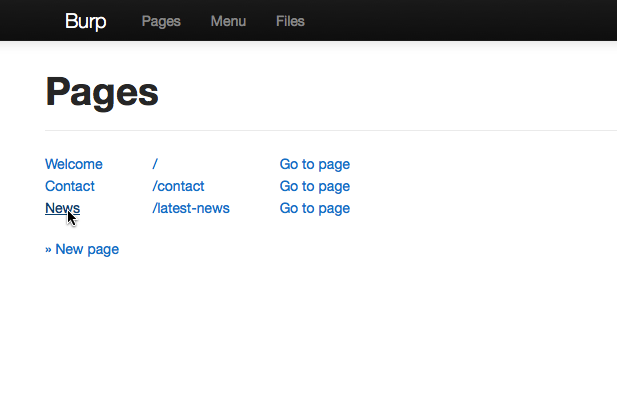 Burp Pages Menu Files
Pages
Welcome / Go to page
Contact /contact Go to page
News /latest-news Go to page
» New page